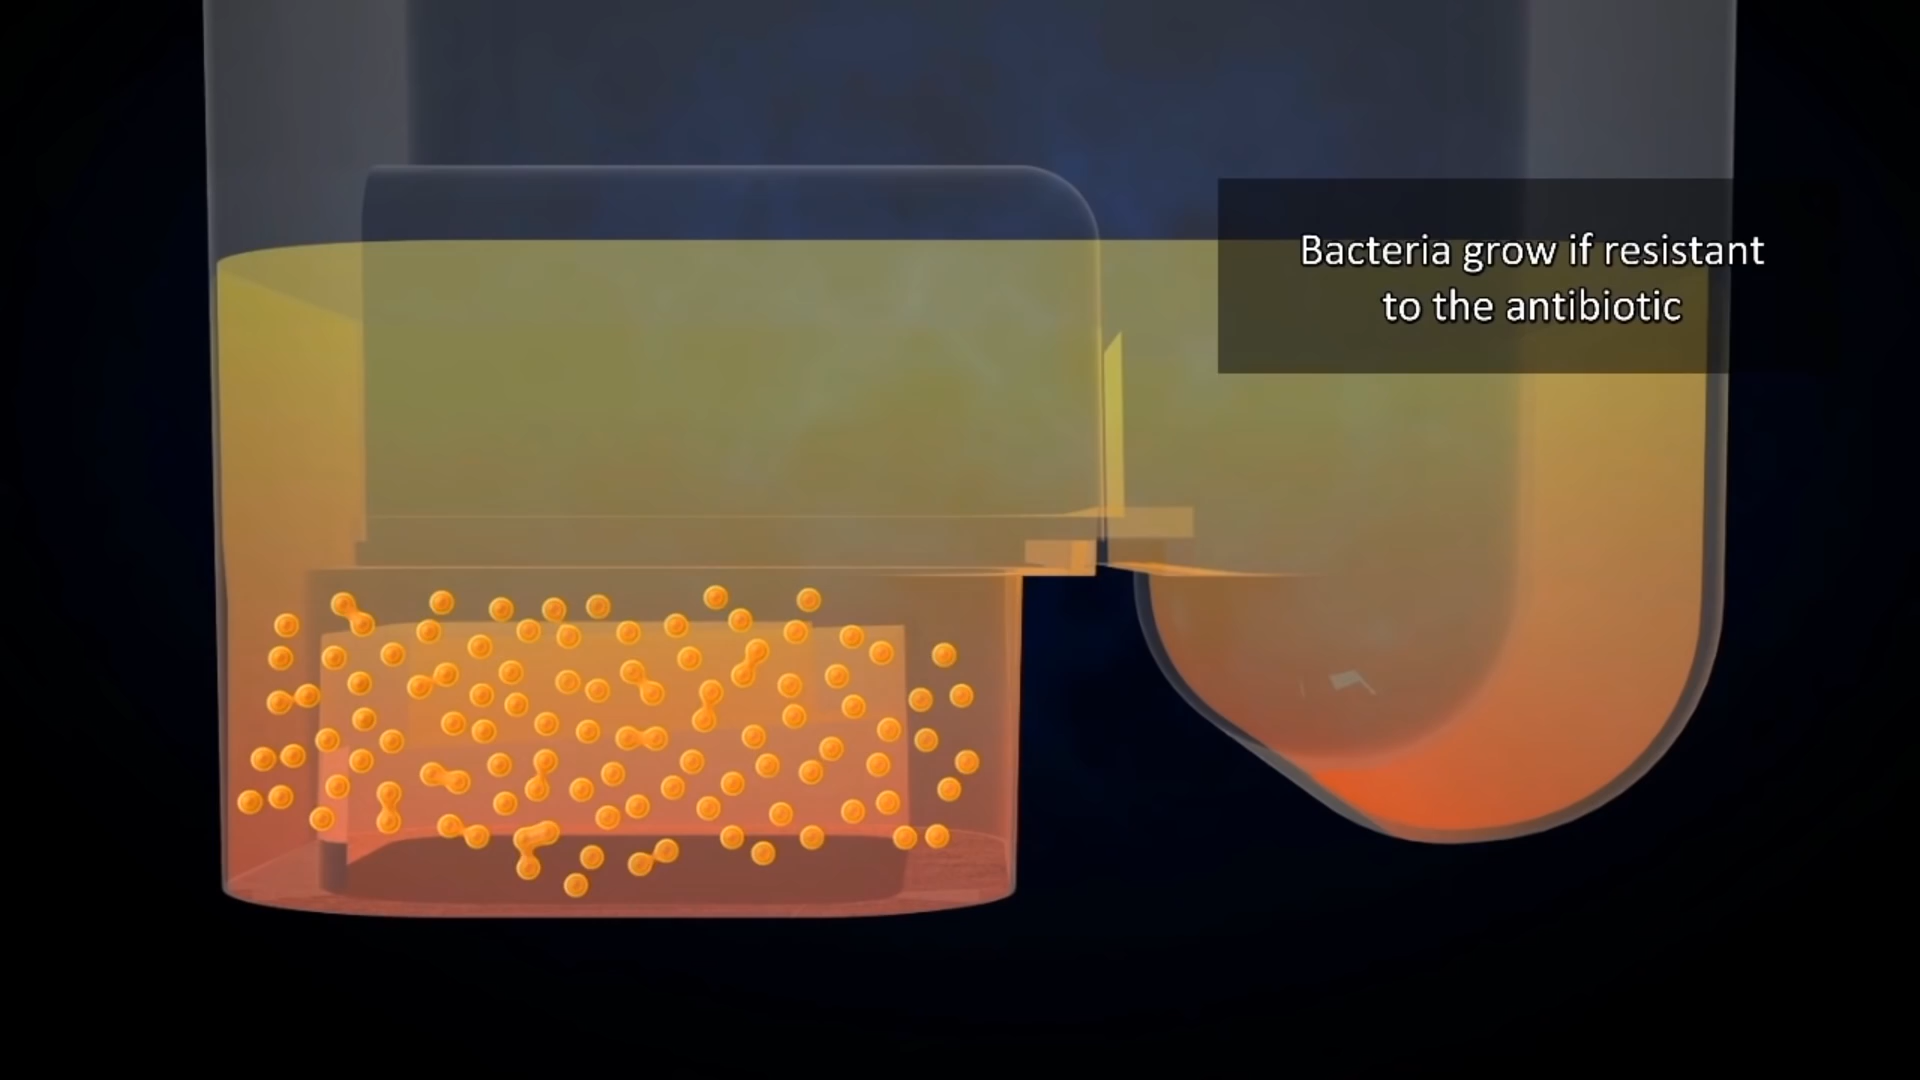 Bacteria grow if resistant
to the antibiotic